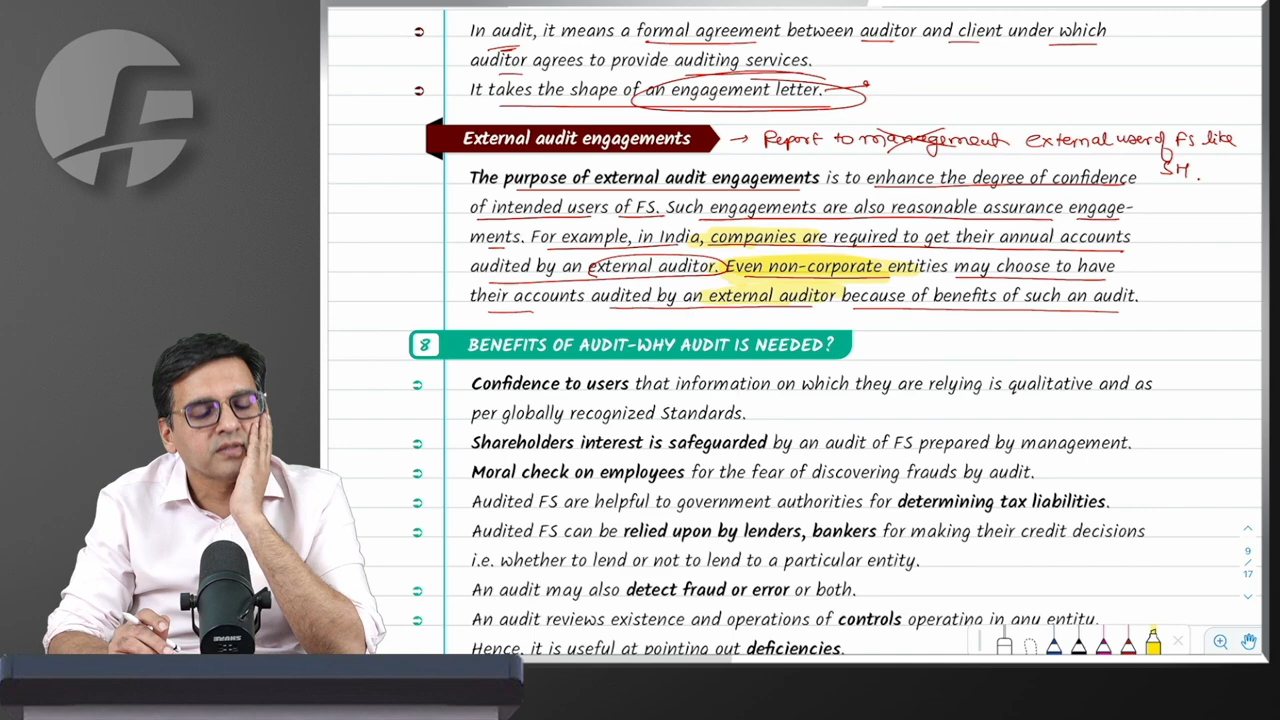 In audit, it means a formal agreement between auditor and client under which
auditor agrees to provide auditing services.
It takes the shape of an engagement letter.
External audit engagements → Report to management external user of FS like
SH.
The purpose of external audit engagements is to enhance the degree of confidence
of intended users of FS. Such engagements are also reasonable assurance engage-
ments. For example, in India, companies are required to get their annual accounts
audited by an external auditor. Even non-corporate entities may choose to have
their accounts audited by an external auditor because of benefits of such an audit.
8 BENEFITS OF AUDIT-WHY AUDIT IS NEEDED?
Confidence to users that information on which they are relying is qualitative and as
per globally recognized Standards.
Shareholders interest is safeguarded by an audit of FS prepared by management.
Moral check on employees for the fear of discovering frauds by audit.
Audited FS are helpful to government authorities for determining tax liabilities.
Audited FS can be relied upon by lenders, bankers for making their credit decisions
i.e. whether to lend or not to lend to a particular entity.
An audit may also detect fraud or error or both.
An audit reviews existence and operations of controls operating in any entity.
Hence, it is useful at pointing out deficiencies.
9
/
17
SHURE